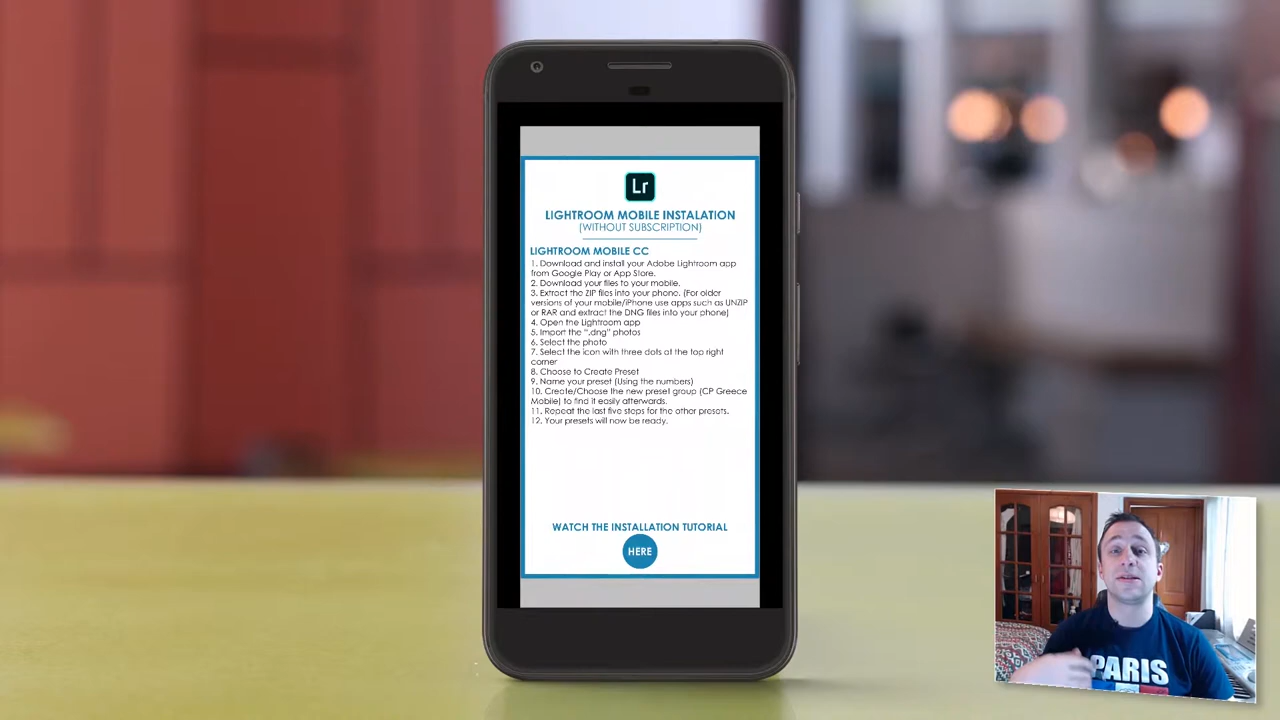 Lr
LIGHTROOM MOBILE INSTALATION
(WITHOUT SUBSCRIPTION)
LIGHTROOM MOBILE CC
1. Download and install your Adobe Lightroom app
from Google Play or App Store.
2. Download your files to your mobile.
3. Extract the ZIP files into your phone. (For older
versions of your mobile/iPhone use apps such as UNZIP
or RAR and extract the DNG files into your phone)
4. Open the Lightroom app
5. Import the ".dng" photos
6. Select the photo
7. Select the icon with three dots at the top right
corner
8. Choose to Create Preset
9. Name your preset (Using the numbers)
10. Create/Choose the new preset group (CP Greece
Mobile) to find it easily afterwards.
11. Repeat the last five steps for the other presets.
12. Your presets will now be ready.
WATCH THE INSTALLATION TUTORIAL
HERE
PARIS